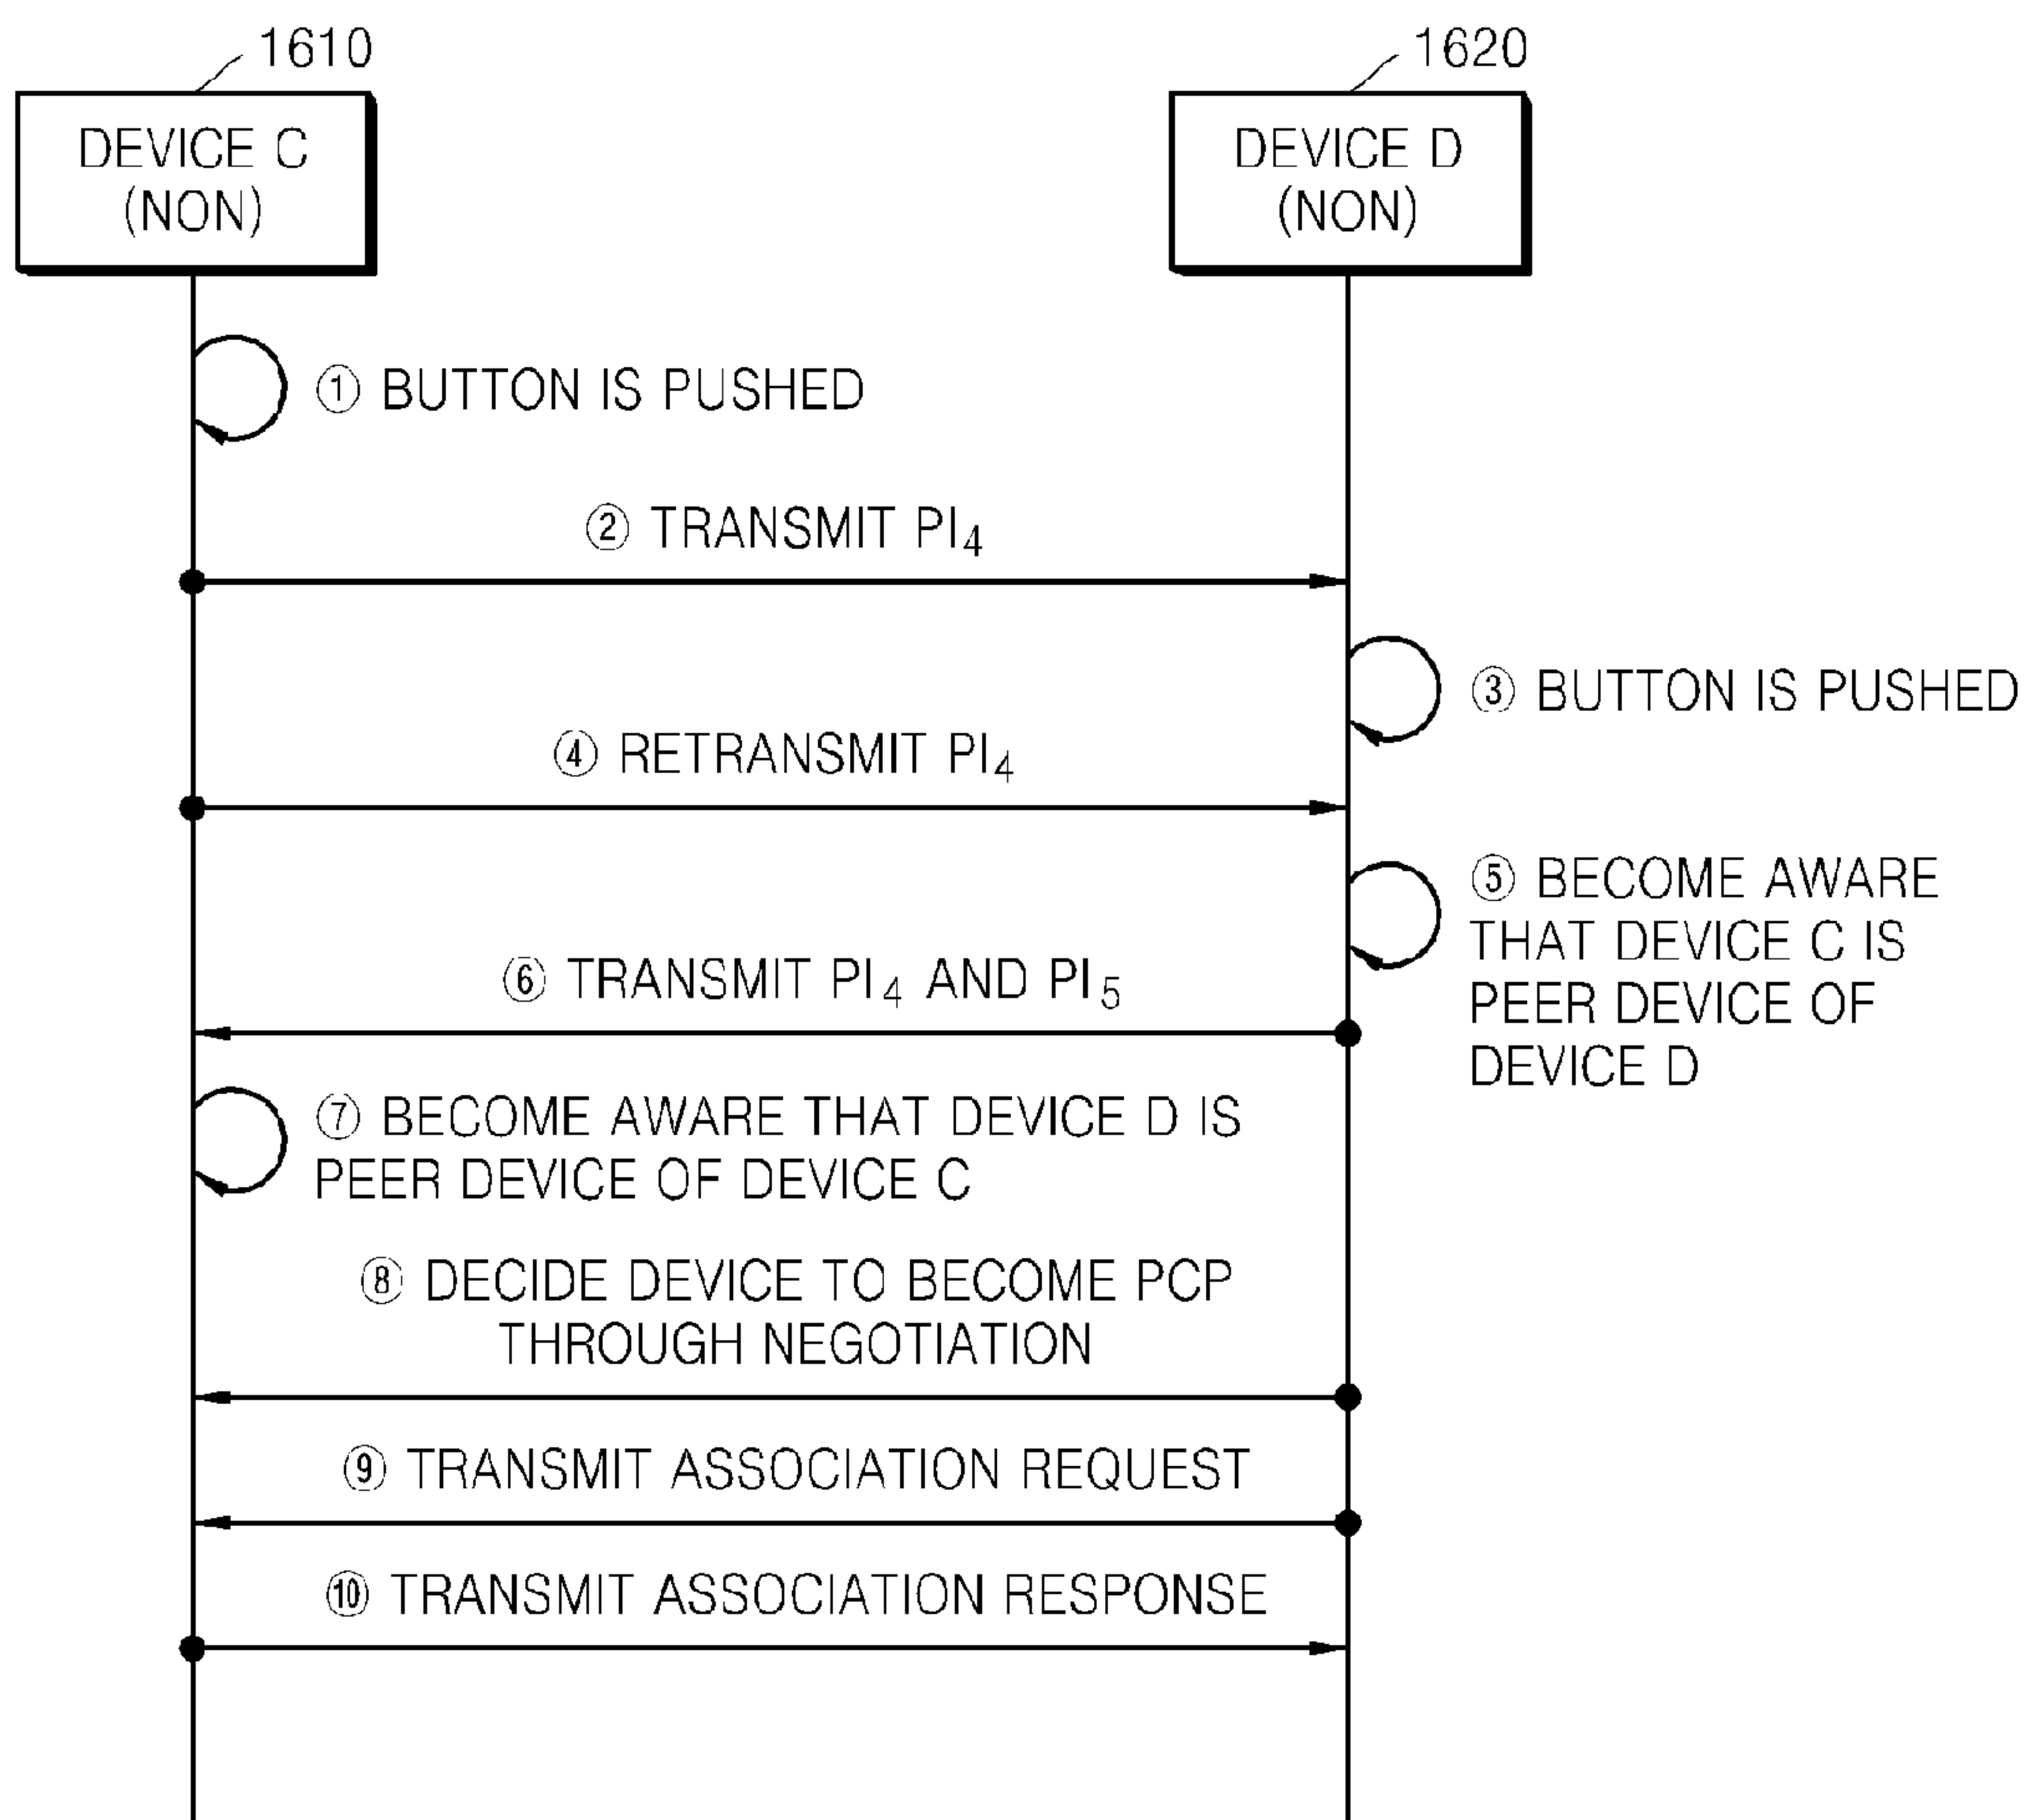 1610
1620
DEVICE C
(NON)
DEVICE D
(NON)
① BUTTON IS PUSHED
② TRANSMIT PI₄
③ BUTTON IS PUSHED
④ RETRANSMIT PI₄
⑤ BECOME AWARE
THAT DEVICE C IS
PEER DEVICE OF
DEVICE D
⑥ TRANSMIT PI₄ AND PI₅
⑦ BECOME AWARE THAT DEVICE D IS
PEER DEVICE OF DEVICE C
⑧ DECIDE DEVICE TO BECOME PCP
THROUGH NEGOTIATION
⑨ TRANSMIT ASSOCIATION REQUEST
⑩ TRANSMIT ASSOCIATION RESPONSE